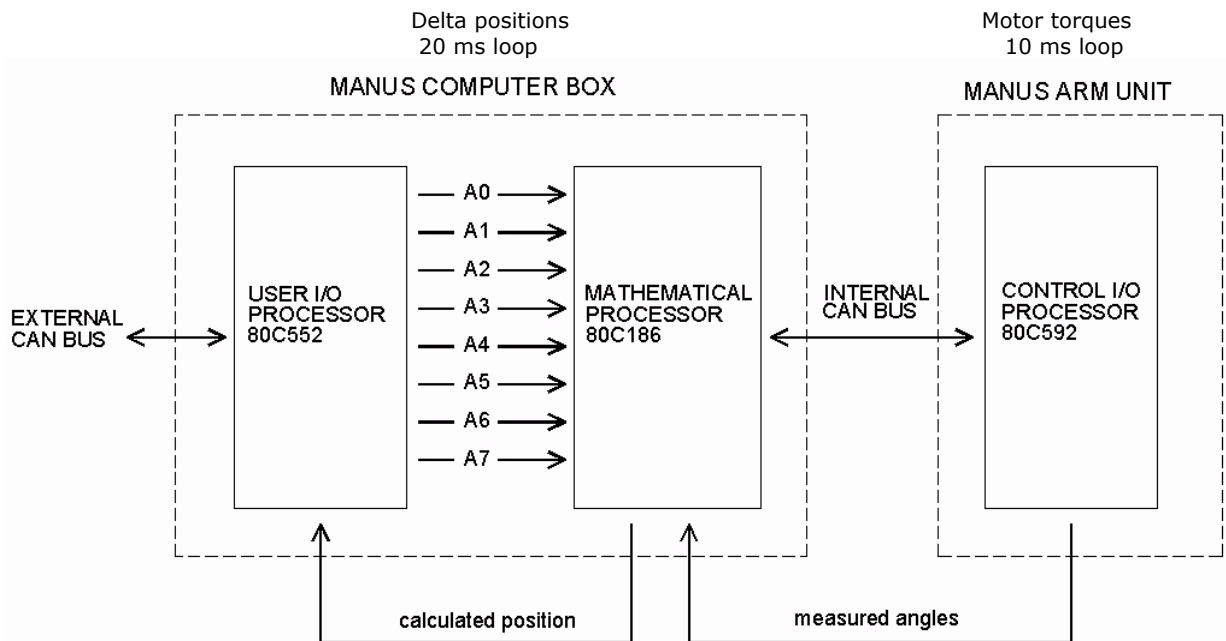 Delta positions
20 ms loop
Motor torques
10 ms loop
MANUS COMPUTER BOX
MANUS ARM UNIT
A0
A1
A2
A3
A4
A5
A6
A7
EXTERNAL
CAN BUS
USER I/O
PROCESSOR
80C552
MATHEMATICAL
PROCESSOR
80C186
INTERNAL
CAN BUS
CONTROL I/O
PROCESSOR
80C592
calculated position
measured angles